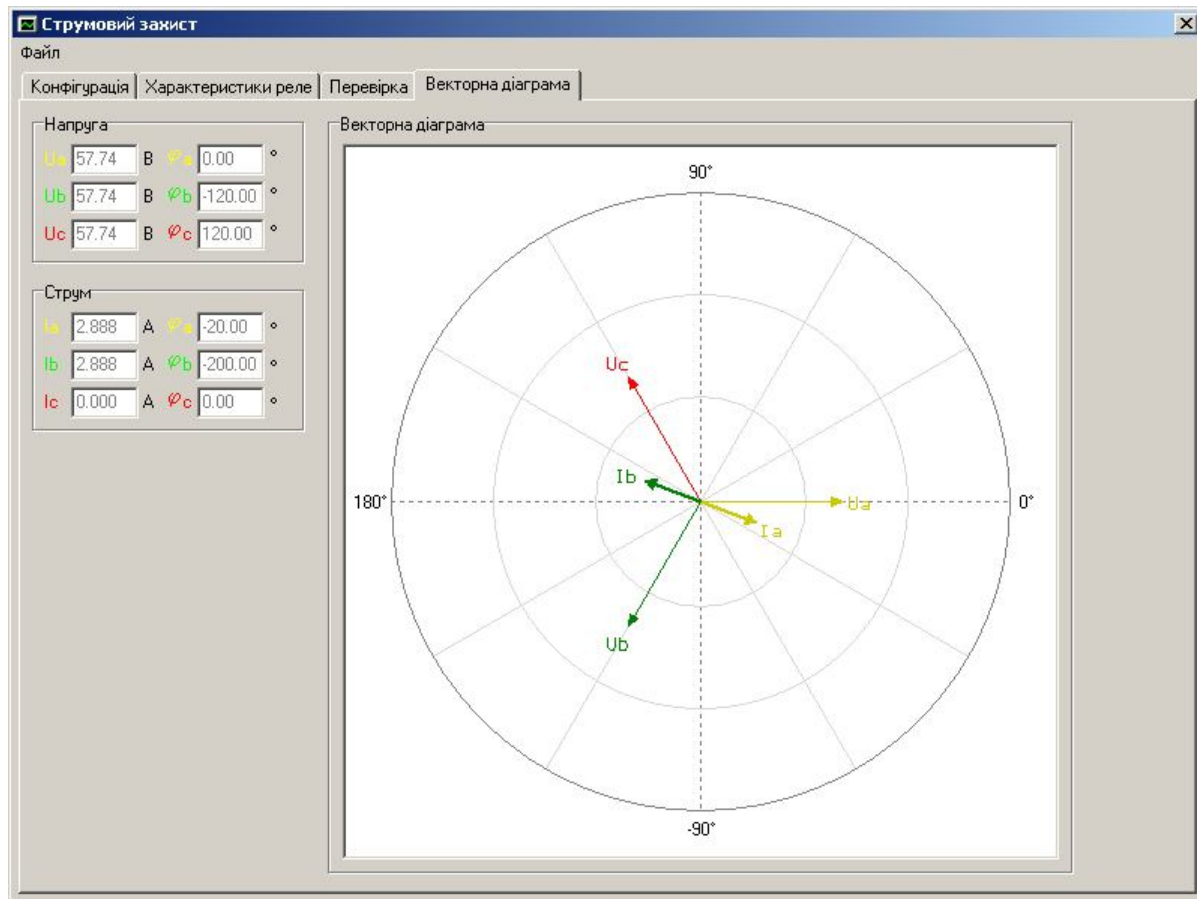 Струмовий захист
Файл
Конфігурація Характеристики реле Перевірка Векторна діаграма
Напруга
Ua 57.74 В φa 0.00 °
Ub 57.74 В φb -120.00 °
Uc 57.74 В φc 120.00 °
Струм
Ia 2.888 А φa -20.00 °
Ib 2.888 А φb -200.00 °
Ic 0.000 А φc 0.00 °
Векторна діаграма
90°
Uc
Ib
180°
Ua
0°
Ia
Ub
-90°